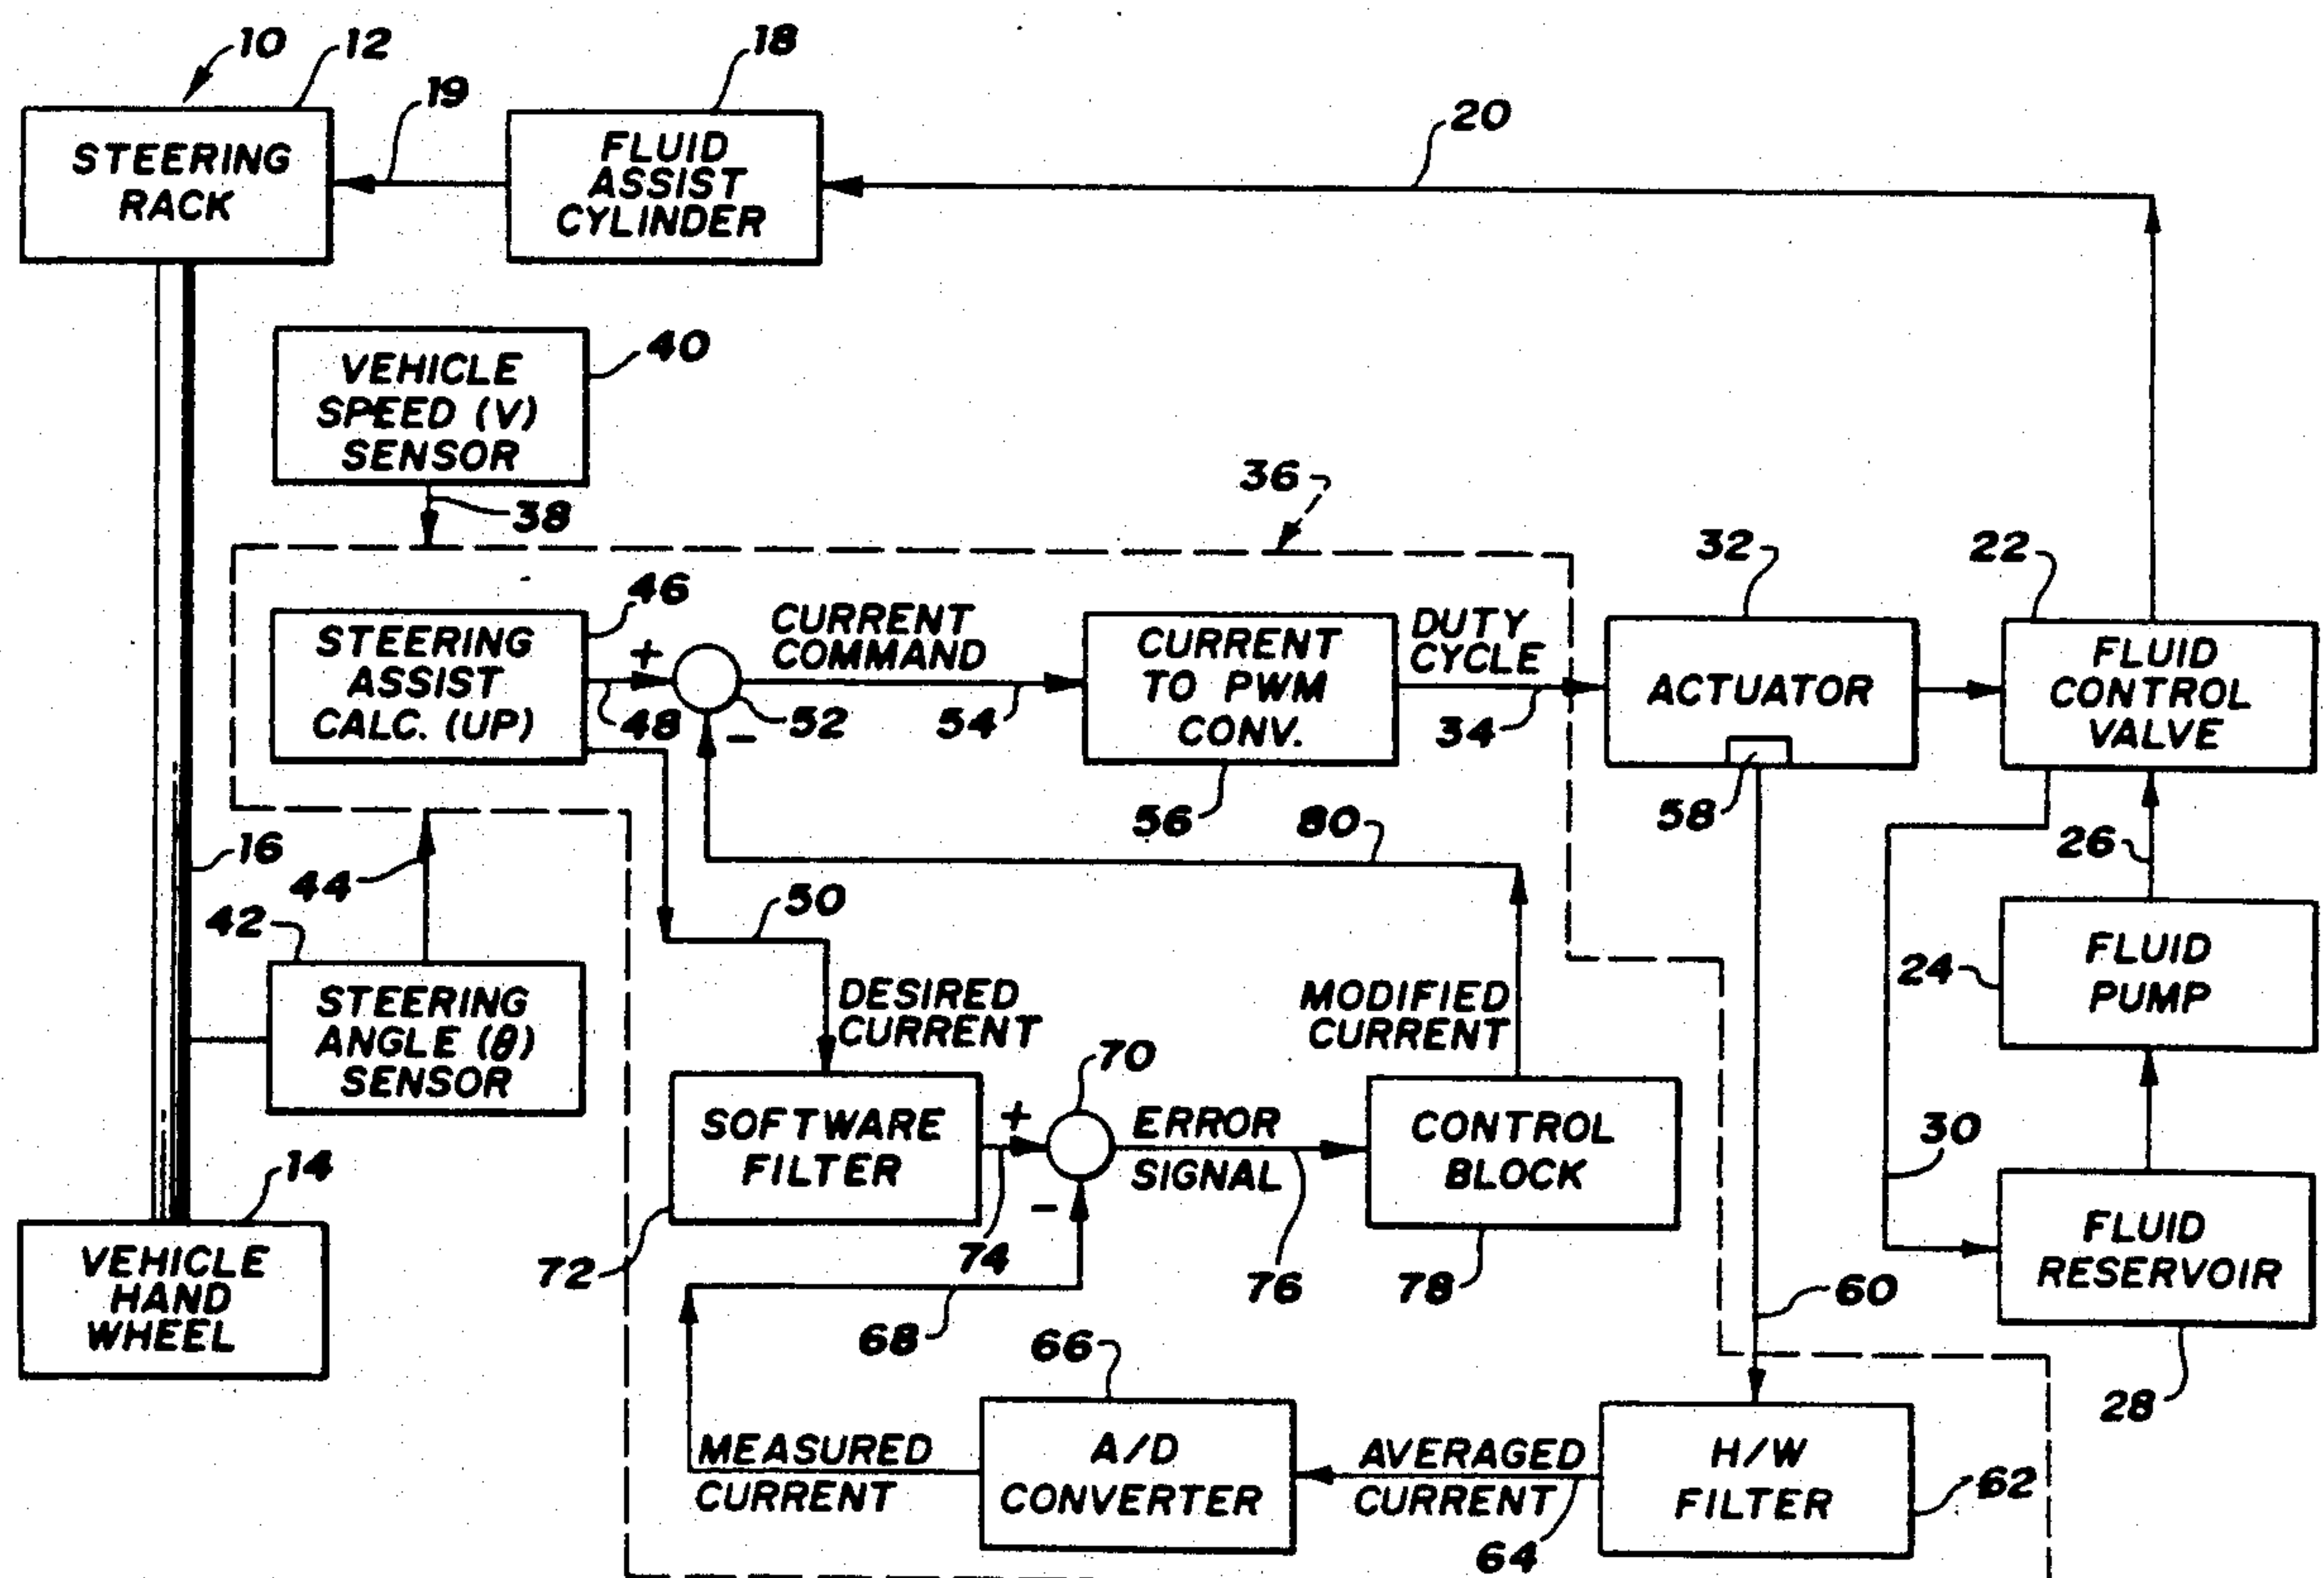 10
12
18
19
20
STEERING
RACK
FLUID
ASSIST
CYLINDER
VEHICLE
SPEED (V)
SENSOR
40
38
36
32
22
46
STEERING
ASSIST
CALC. (UP)
+
48
-
52
CURRENT
COMMAND
54
CURRENT
TO PWM
CONV.
56
DUTY
CYCLE
34
ACTUATOR
58
FLUID
CONTROL
VALVE
16
44
42
50
80
26
STEERING
ANGLE (θ)
SENSOR
DESIRED
CURRENT
MODIFIED
CURRENT
24
FLUID
PUMP
14
VEHICLE
HAND
WHEEL
72
SOFTWARE
FILTER
+
74
70
-
ERROR
SIGNAL
76
CONTROL
BLOCK
78
30
FLUID
RESERVOIR
28
60
68
66
MEASURED
CURRENT
A/D
CONVERTER
AVERAGED
CURRENT
64
H/W
FILTER
62